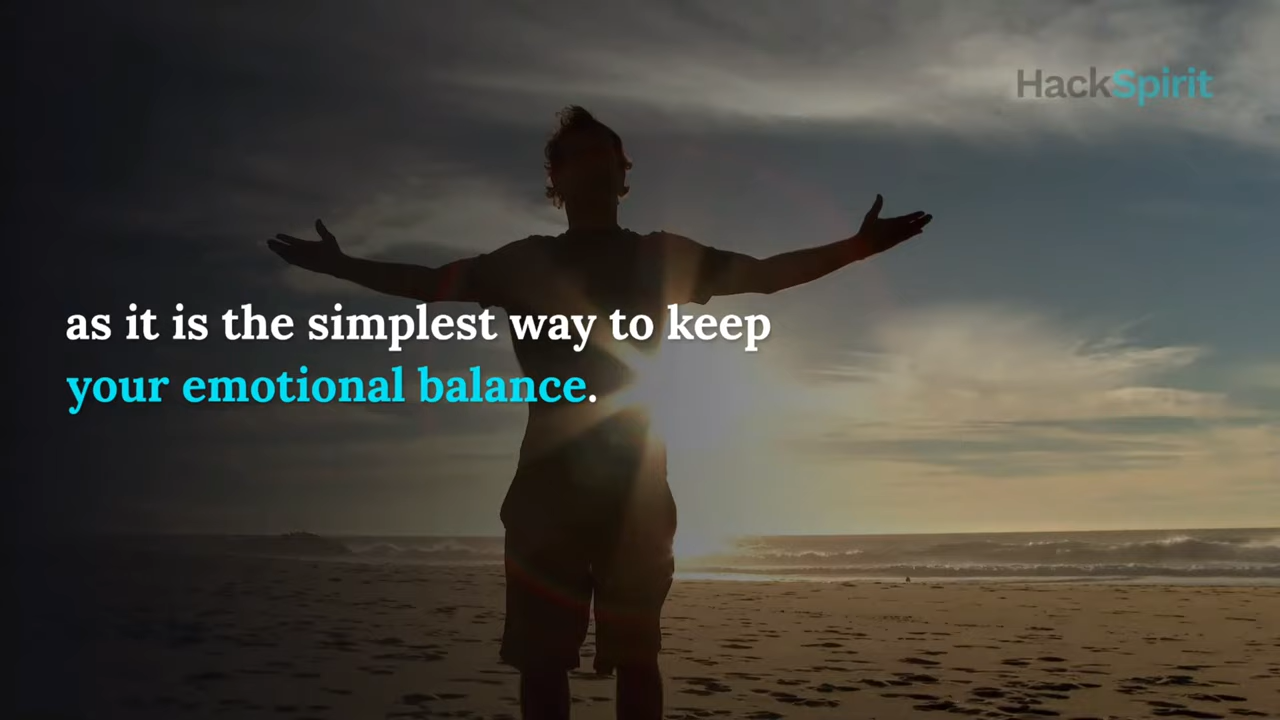 HackSpirit
as it is the simplest way to keep
your emotional balance.